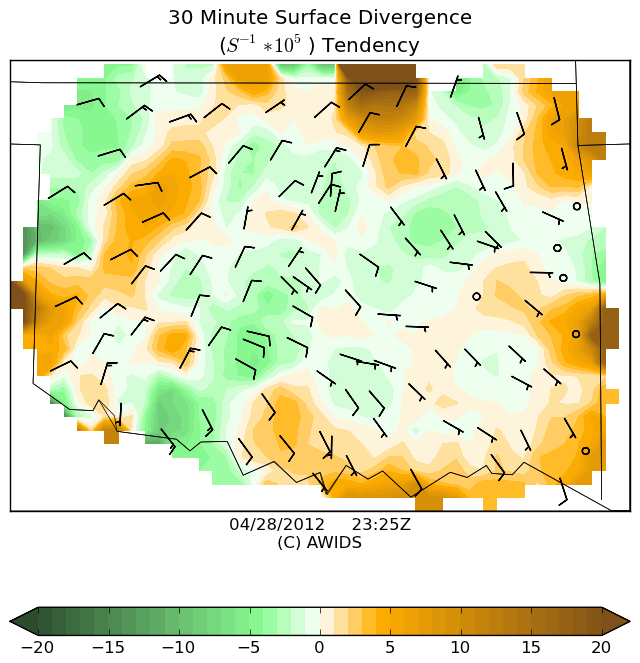 30 Minute Surface Divergence
(S⁻¹ * 10⁵ ) Tendency
04/28/2012 23:25Z
(C) AWIDS
−20 −15 −10 −5 0 5 10 15 20